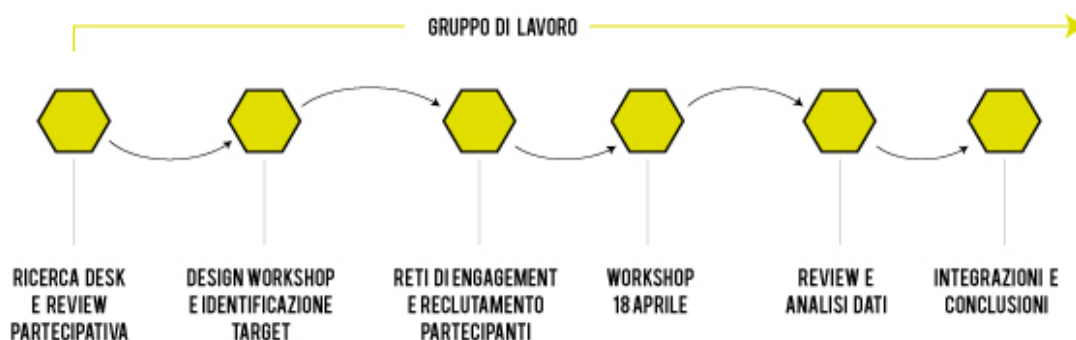 GRUPPO DI LAVORO
RICERCA DESK
E REVIEW
PARTECIPATIVA
DESIGN WORKSHOP
E IDENTIFICAZIONE
TARGET
RETI DI ENGAGEMENT
E RECLUTAMENTO
PARTECIPANTI
WORKSHOP
18 APRILE
REVIEW E
ANALISI DATI
INTEGRAZIONI E
CONCLUSIONI